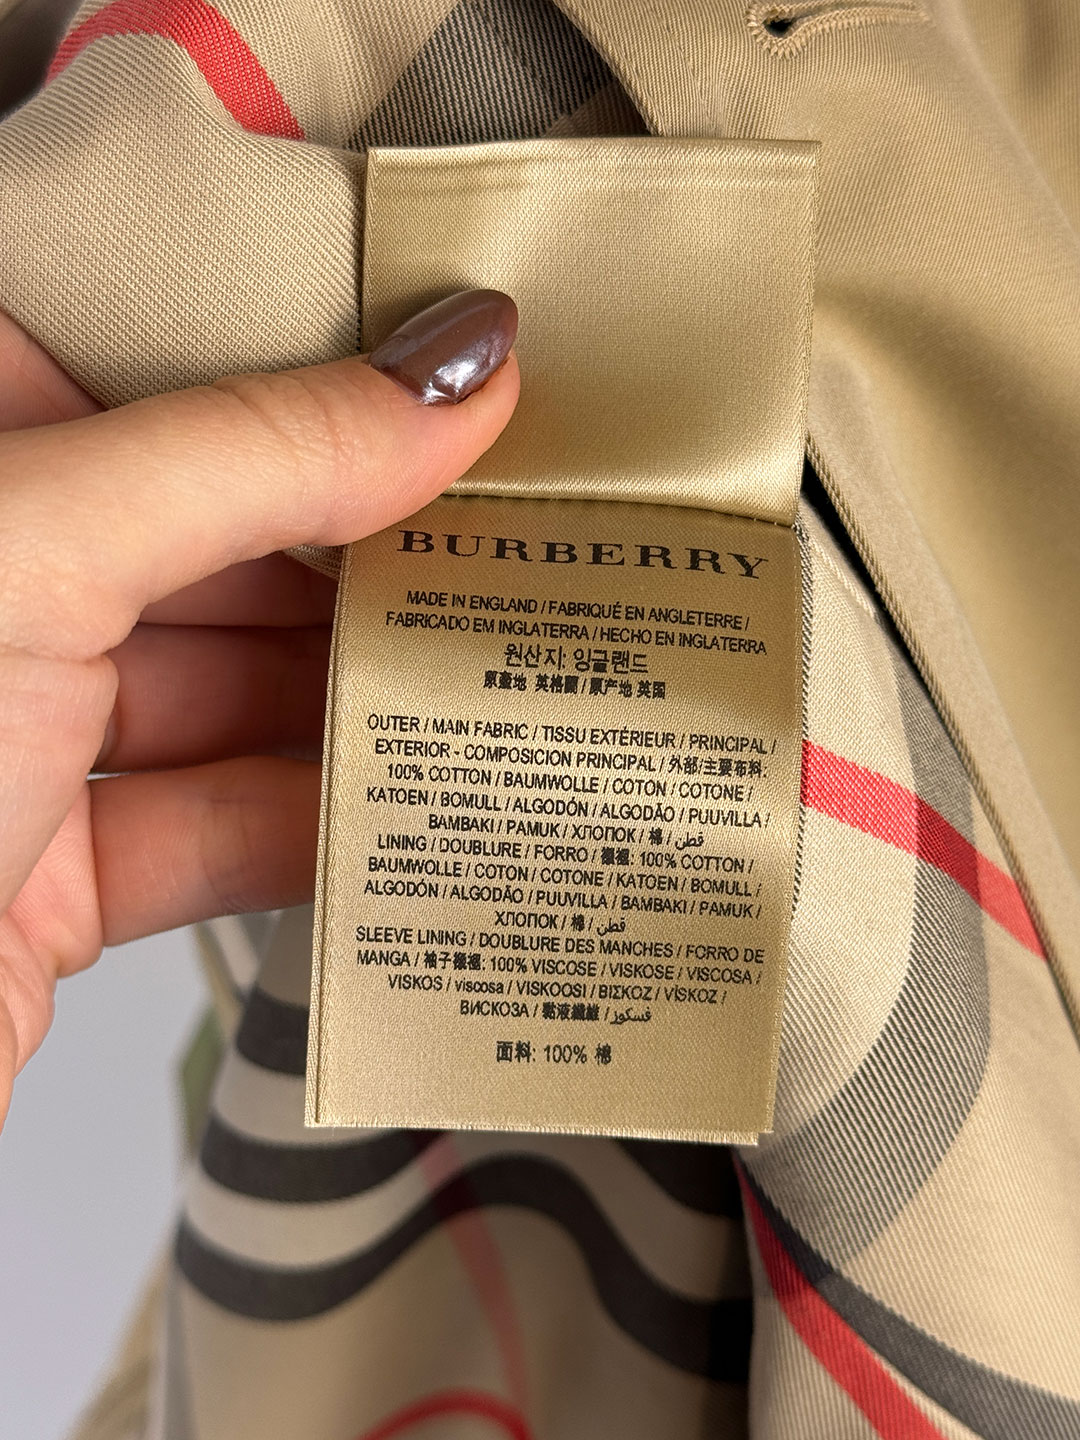 BURBERRY
MADE IN ENGLAND / FABRIQUÉ EN ANGLETERRE /
FABRICADO EM INGLATERRA / HECHO EN INGLATERRA
원산지: 잉글랜드
原產地 英格蘭 / 原产地 英国
OUTER / MAIN FABRIC / TISSU EXTÉRIEUR / PRINCIPAL /
EXTERIOR - COMPOSICION PRINCIPAL / 外部/主要布料:
100% COTTON / BAUMWOLLE / COTON / COTONE /
KATOEN / BOMULL / ALGODÓN / ALGODÃO / PUUVILLA /
BAMBAKI / PAMUK / ХЛОПОК / 棉 / قطن
LINING / DOUBLURE / FORRO / 襯裡: 100% COTTON /
BAUMWOLLE / COTON / COTONE / KATOEN / BOMULL /
ALGODÓN / ALGODÃO / PUUVILLA / BAMBAKI / PAMUK /
ХЛОПОК / 棉 / قطن
SLEEVE LINING / DOUBLURE DES MANCHES / FORRO DE
MANGA / 袖子襯裡: 100% VISCOSE / VISKOSE / VISCOSA /
VISKOS / viscosa / VISKOOSI / ΒΙΣΚΟΖ / VİSKOZ /
ВИСКОЗА / 黏液纖維 / فسكوز
面料: 100% 棉